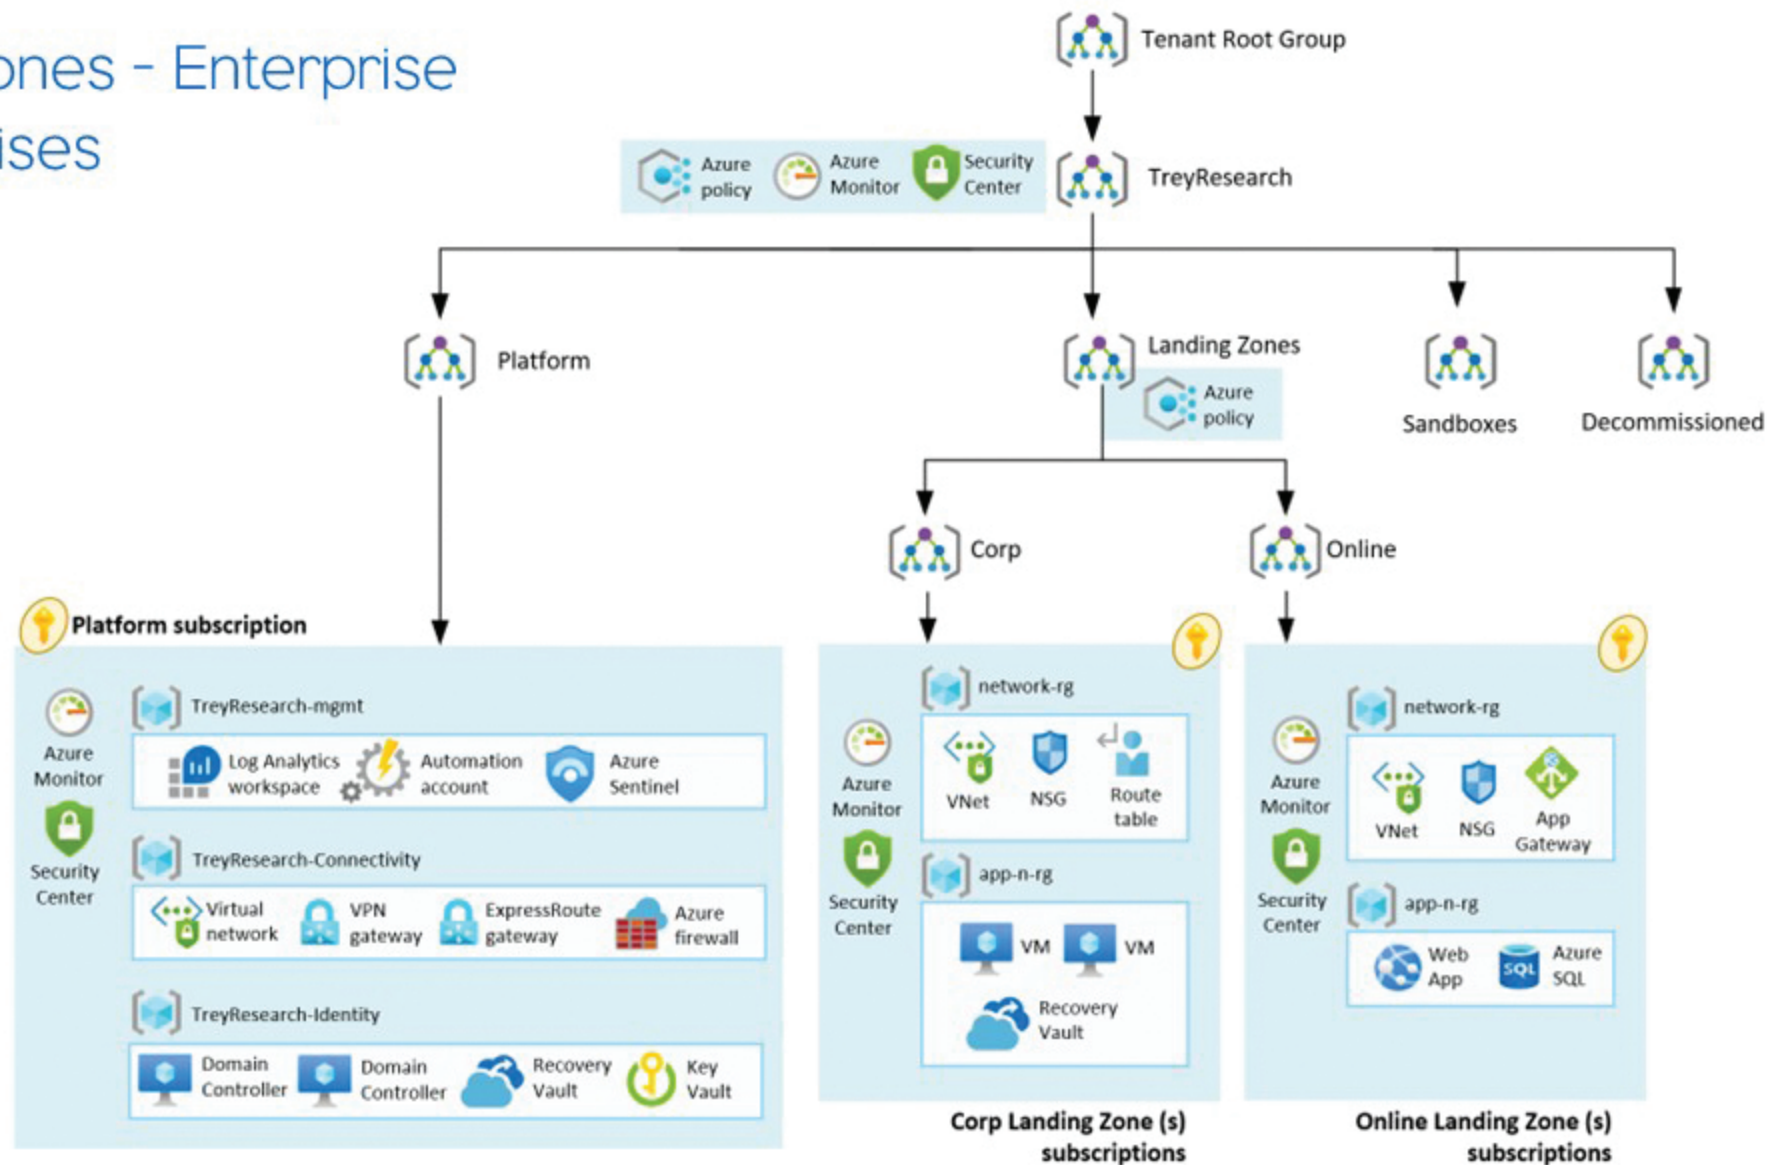 ones - Enterprise
ises
Tenant Root Group
Azure
policy
Azure
Monitor
Security
Center
TreyResearch
Platform
Landing Zones
Azure
policy
Sandboxes
Decommissioned
Corp
Online
Platform subscription
Azure
Monitor
Security
Center
TreyResearch-mgmt
Log Analytics
workspace
Automation
account
Azure
Sentinel
TreyResearch-Connectivity
Virtual
network
VPN
gateway
ExpressRoute
gateway
Azure
firewall
TreyResearch-Identity
Domain
Controller
Domain
Controller
Recovery
Vault
Key
Vault
Azure
Monitor
Security
Center
network-rg
VNet
NSG
Route
table
app-n-rg
VM
VM
Recovery
Vault
Corp Landing Zone (s)
subscriptions
Azure
Monitor
Security
Center
network-rg
VNet
NSG
App
Gateway
app-n-rg
Web
App
SQL
Azure
SQL
Online Landing Zone (s)
subscriptions